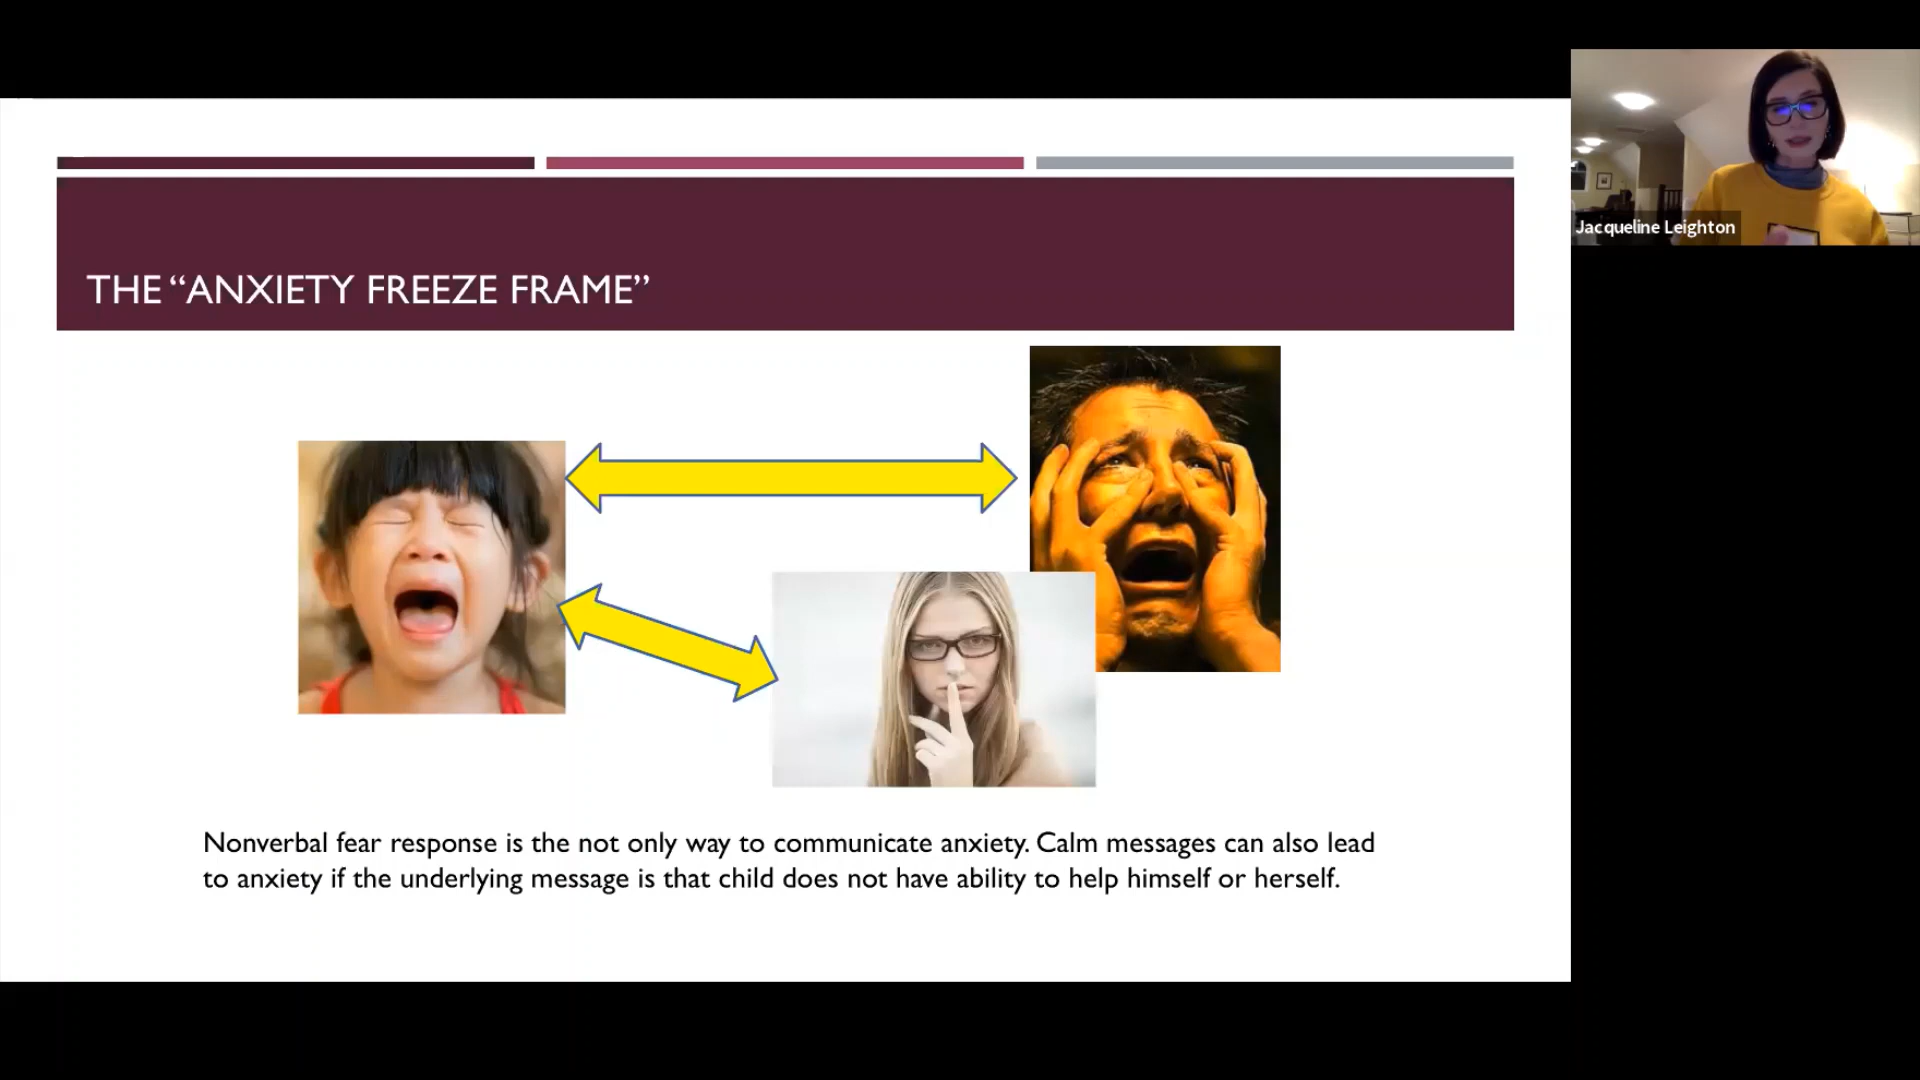 THE “ANXIETY FREEZE FRAME”
Nonverbal fear response is the not only way to communicate anxiety. Calm messages can also lead
to anxiety if the underlying message is that child does not have ability to help himself or herself.
Jacqueline Leighton